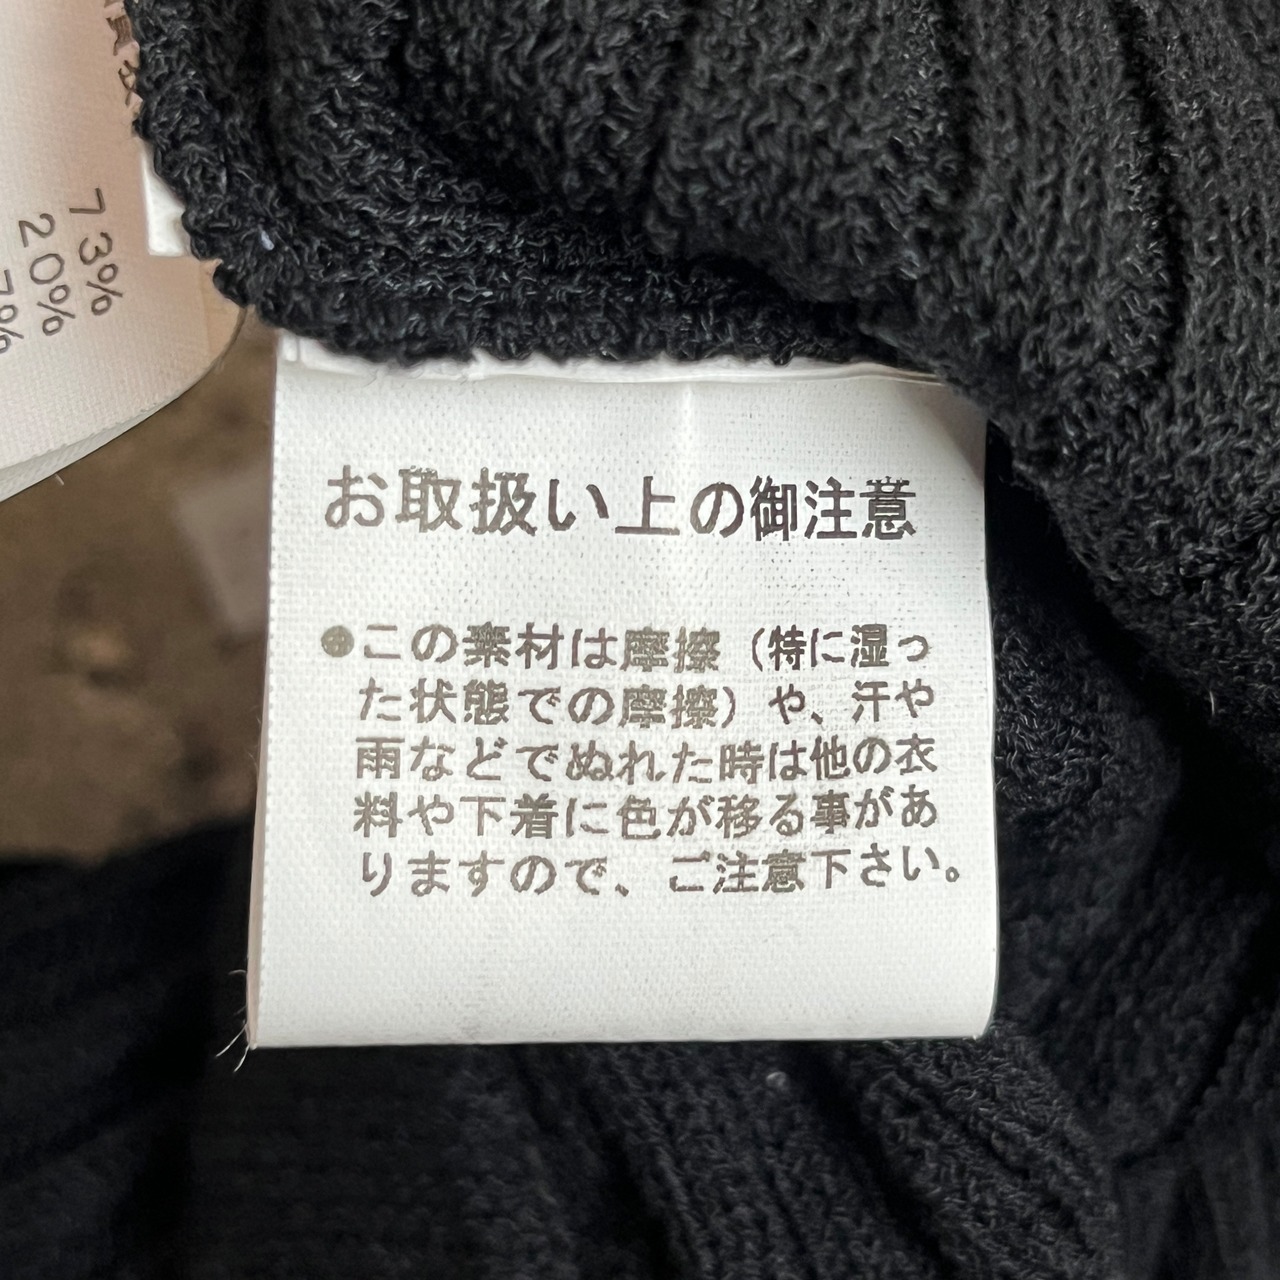 73%
20%
7%
お取扱い上の御注意
●この素材は摩擦（特に湿っ
た状態での摩擦）や、汗や
雨などでぬれた時は他の衣
料や下着に色が移る事があ
りますので、ご注意下さい。